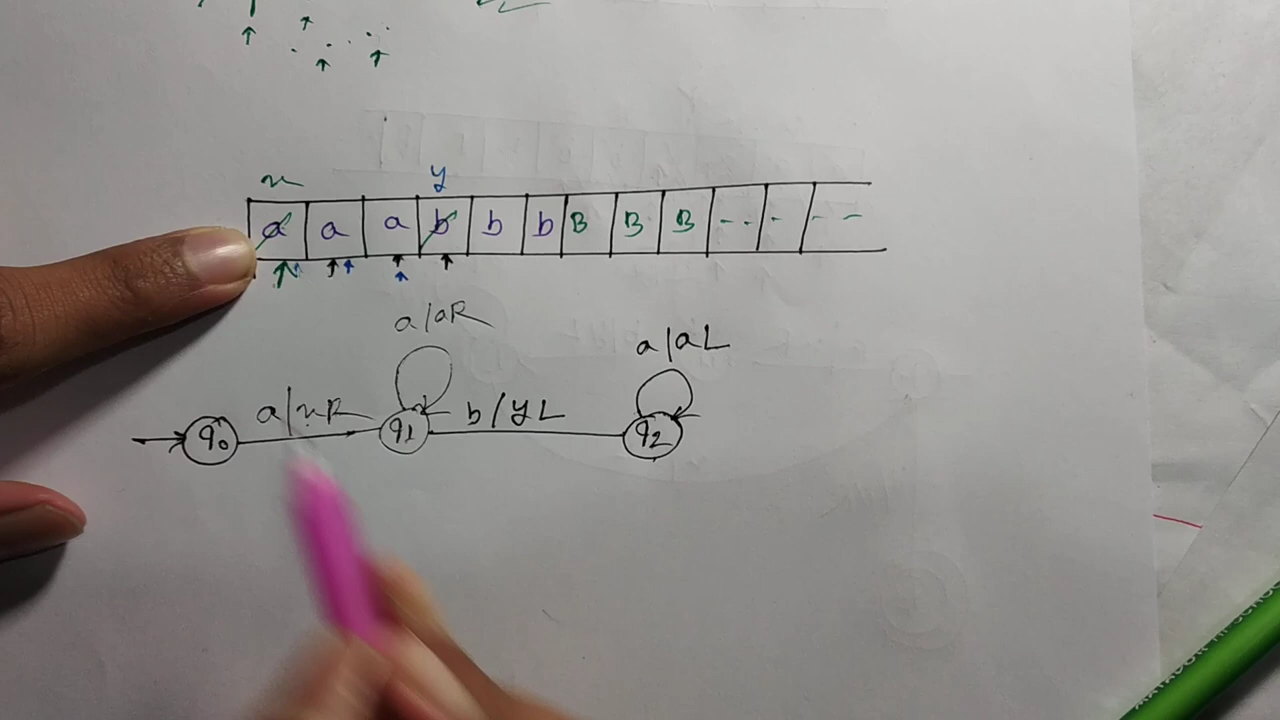 x y
a a a b b b B B B -- - --
a/aR
a/aL
a/xR b/yL
q0 q1 q2